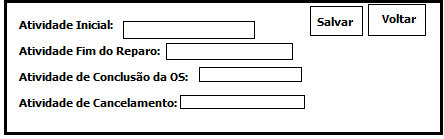 Atividade Inicial:
Salvar
Voltar
Atividade Fim do Reparo:
Atividade de Conclusão da OS:
Atividade de Cancelamento: